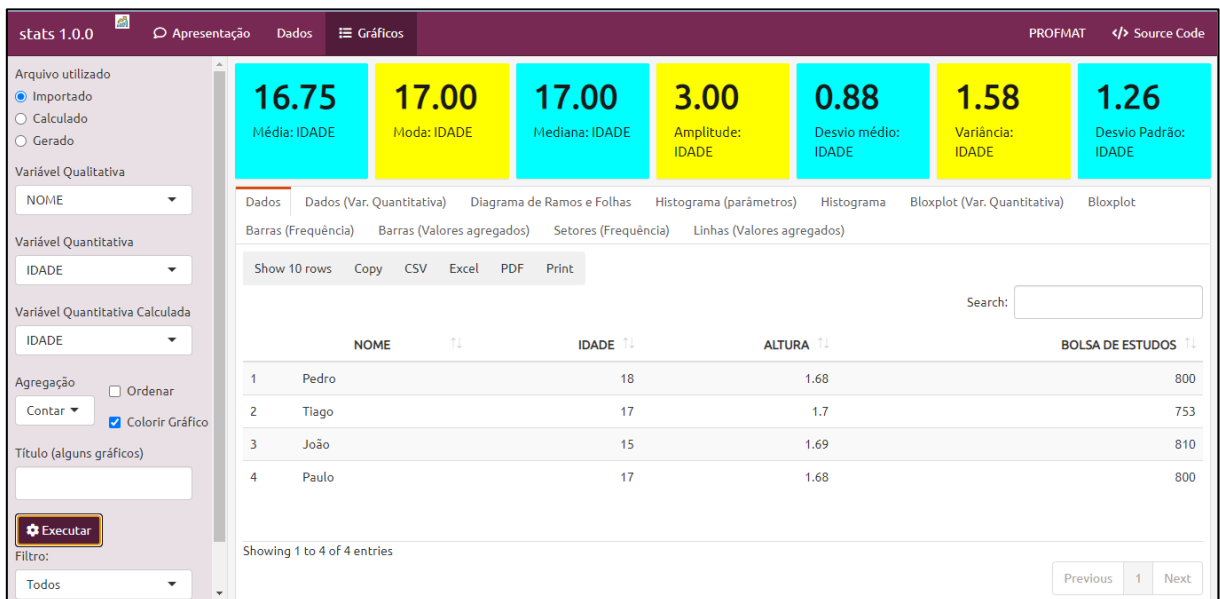 stats 1.0.0 Apresentação Dados Gráficos PROFMAT </> Source Code
Arquivo utilizado
Importado
Calculado
Gerado
Variável Qualitativa
NOME
Variável Quantitativa
IDADE
Variável Quantitativa Calculada
IDADE
Agregação
Contar
Ordenar
Colorir Gráfico
Título (alguns gráficos)
Executar
Filtro:
Todos
16.75
Média: IDADE
17.00
Moda: IDADE
17.00
Mediana: IDADE
3.00
Amplitude:
IDADE
0.88
Desvio médio:
IDADE
1.58
Variância:
IDADE
1.26
Desvio Padrão:
IDADE
Dados Dados (Var. Quantitativa) Diagrama de Ramos e Folhas Histograma (parâmetros) Histograma Bloxplot (Var. Quantitativa) Bloxplot
Barras (Frequência) Barras (Valores agregados) Setores (Frequência) Linhas (Valores agregados)
Show 10 rows Copy CSV Excel PDF Print
Search:
NOME IDADE ALTURA BOLSA DE ESTUDOS
1 Pedro 18 1.68 800
2 Tiago 17 1.7 753
3 João 15 1.69 810
4 Paulo 17 1.68 800
Showing 1 to 4 of 4 entries
Previous 1 Next